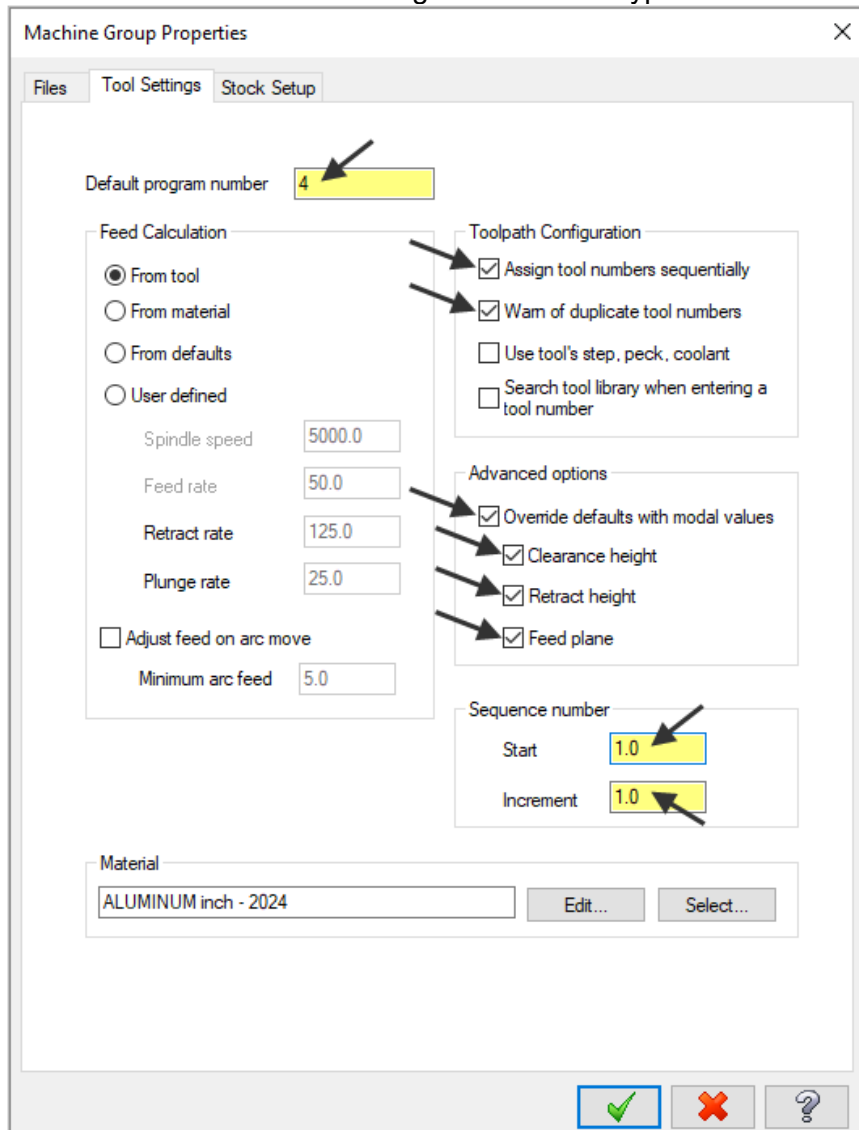 Machine Group Properties
Files Tool Settings Stock Setup
Default program number 4
Feed Calculation
From tool
From material
From defaults
User defined
Spindle speed 5000.0
Feed rate 50.0
Retract rate 125.0
Plunge rate 25.0
Adjust feed on arc move
Minimum arc feed 5.0
Toolpath Configuration
Assign tool numbers sequentially
Warn of duplicate tool numbers
Use tool's step, peck, coolant
Search tool library when entering a
tool number
Advanced options
Override defaults with modal values
Clearance height
Retract height
Feed plane
Sequence number
Start 1.0
Increment 1.0
Material
ALUMINUM inch - 2024 Edit... Select...